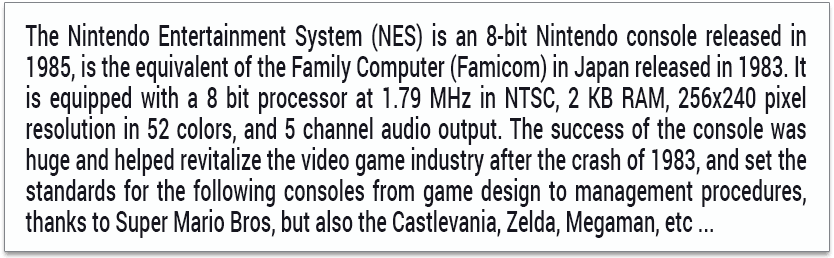 The Nintendo Entertainment System (NES) is an 8-bit Nintendo console released in
1985, is the equivalent of the Family Computer (Famicom) in Japan released in 1983. It
is equipped with a 8 bit processor at 1.79 MHz in NTSC, 2 KB RAM, 256x240 pixel
resolution in 52 colors, and 5 channel audio output. The success of the console was
huge and helped revitalize the video game industry after the crash of 1983, and set the
standards for the following consoles from game design to management procedures,
thanks to Super Mario Bros, but also the Castlevania, Zelda, Megaman, etc ...